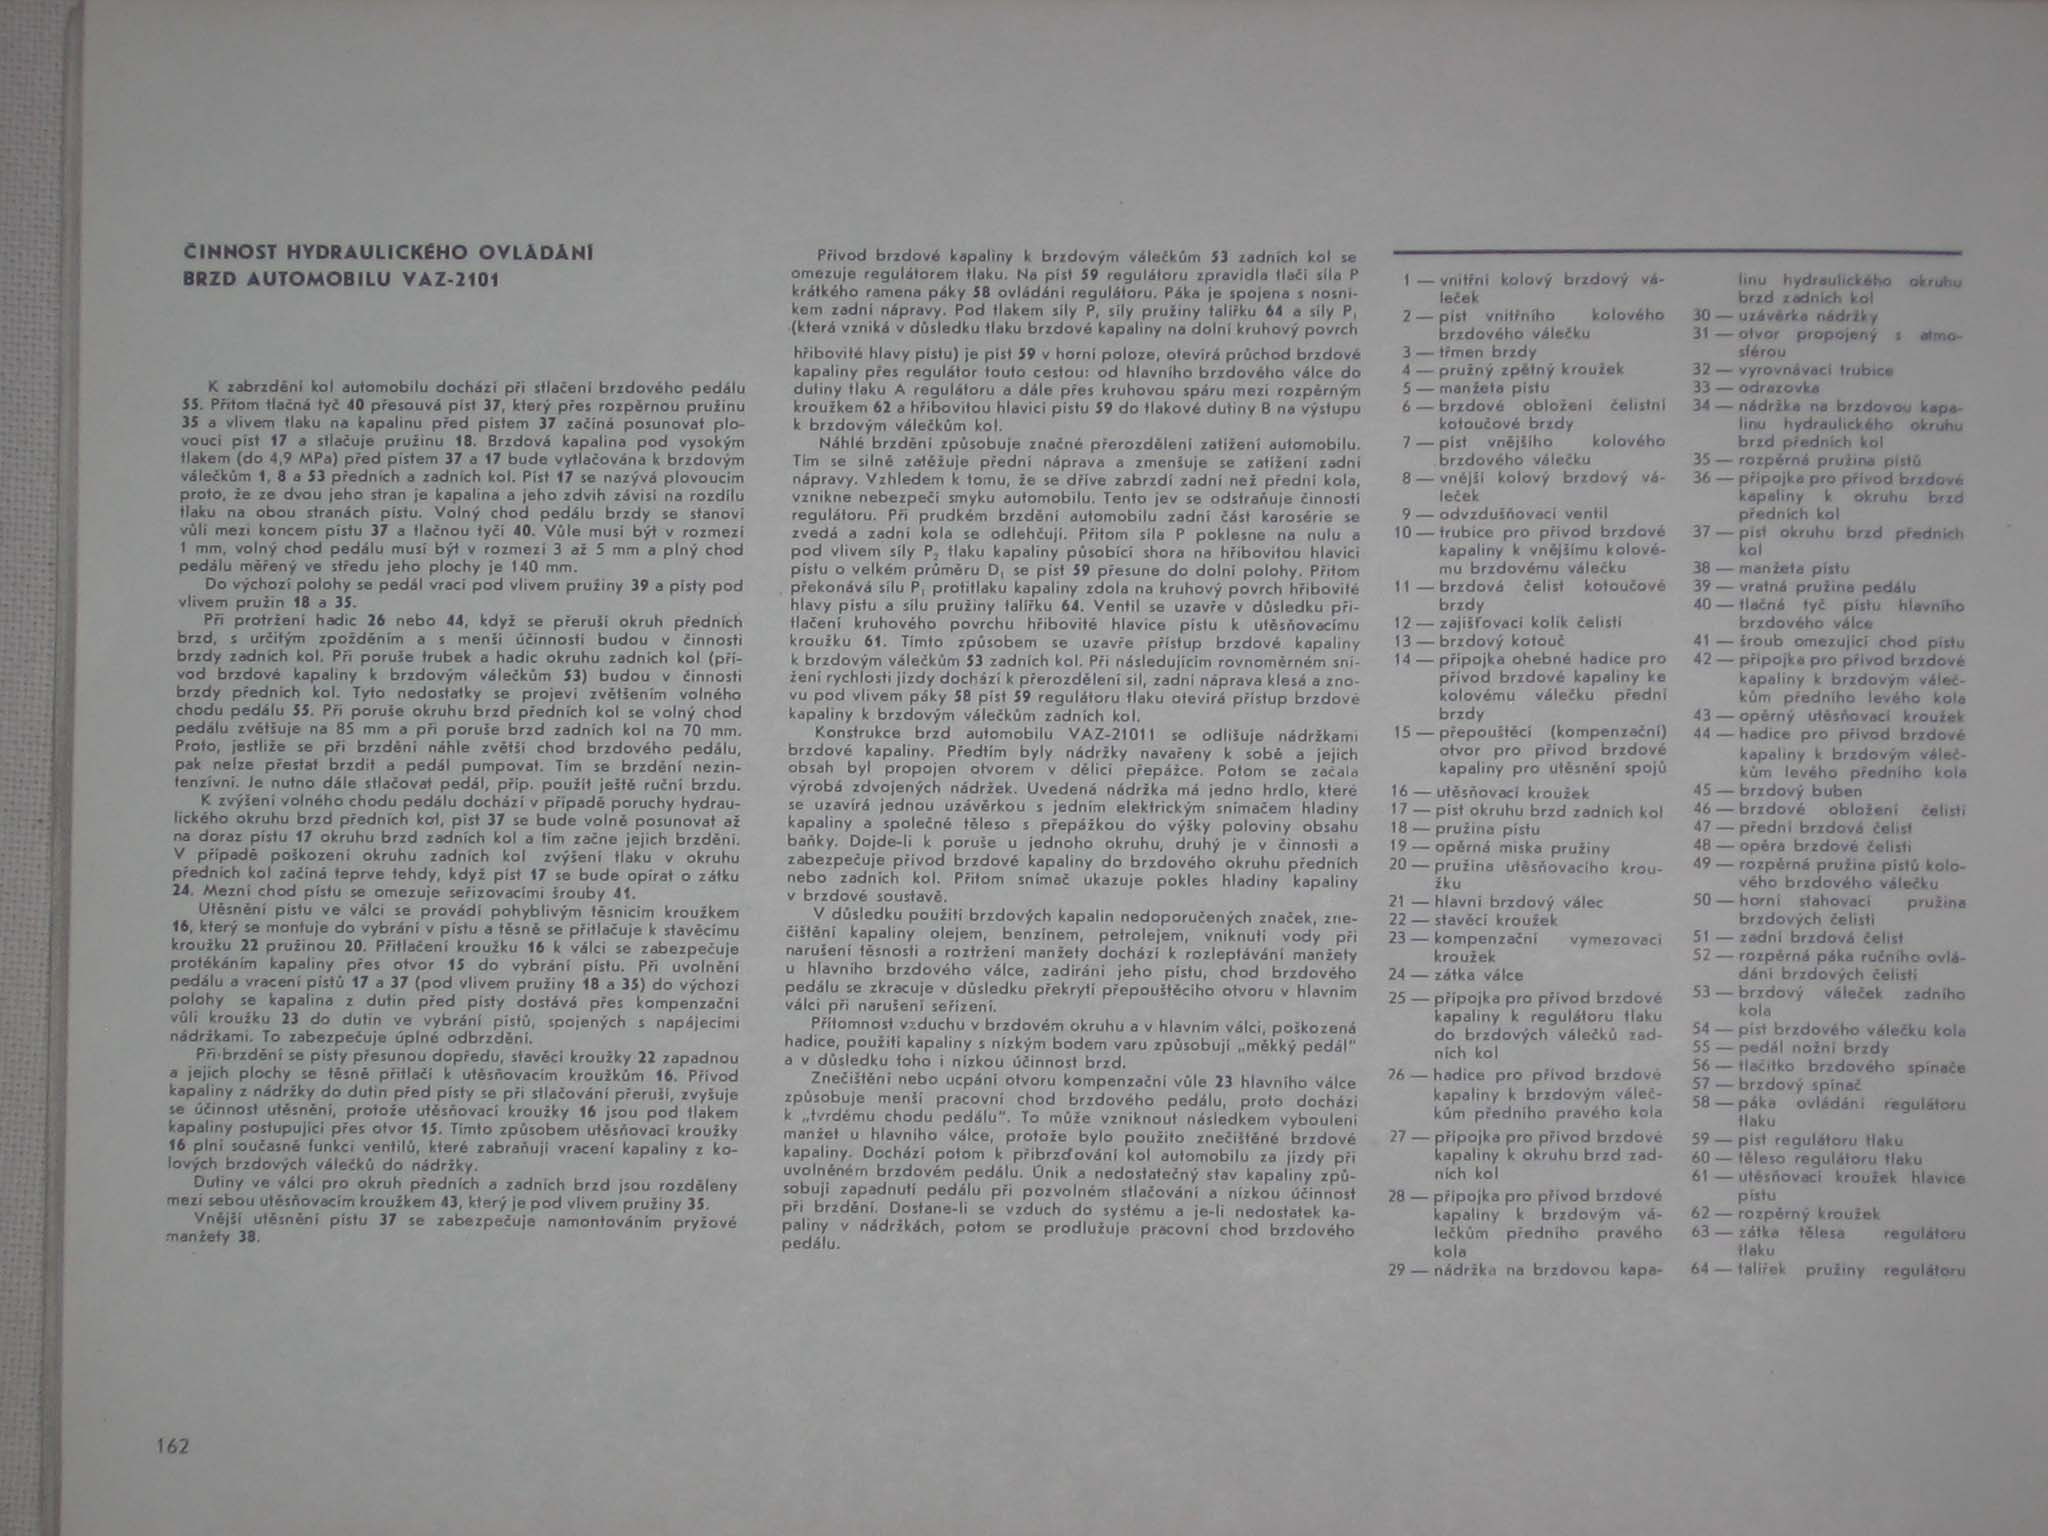 ČINNOST HYDRAULICKÉHO OVLÁDÁNÍ
BRZD AUTOMOBILU VAZ-2101
K zabrzdění kol automobilu dochází při stlačení brzdového pedálu
55. Přitom tlačná tyč 40 přesouvá píst 37, který přes rozpěrnou pružinu
35 a vlivem tlaku na kapalinu před pístem 37 začíná posunovat plo-
voucí píst 17 a stlačuje pružinu 18. Brzdová kapalina pod vysokým
tlakem (do 4,9 MPa) před pístem 37 a 17 bude vytlačována k brzdovým
válečkům 1, 8 a 53 předních a zadních kol. Píst 17 se nazývá plovoucím
proto, že ze dvou jeho stran je kapalina a jeho zdvih závisí na rozdílu
tlaku na obou stranách pístu. Volný chod pedálu brzdy se stanoví
vůlí mezi koncem pístu 37 a tlačnou tyčí 40. Vůle musí být v rozmezí
1 mm, volný chod pedálu musí být v rozmezí 3 až 5 mm a plný chod
pedálu měřený ve středu jeho plochy je 140 mm.
Do výchozí polohy se pedál vrací pod vlivem pružiny 39 a písty pod
vlivem pružin 18 a 35.
Při protržení hadic 26 nebo 44, když se přeruší okruh předních
brzd, s určitým zpožděním a s menší účinností budou v činnosti
brzdy zadních kol. Při poruše trubek a hadic okruhu zadních kol (pří-
vod brzdové kapaliny k brzdovým válečkům 53) budou v činnosti
brzdy předních kol. Tyto nedostatky se projeví zvětšením volného
chodu pedálu 55. Při poruše okruhu brzd předních kol se volný chod
pedálu zvětšuje na 85 mm a při poruše brzd zadních kol na 70 mm.
Proto, jestliže se při brzdění náhle zvětší chod brzdového pedálu,
pak nelze přestat brzdit a pedál pumpovat. Tím se brzdění nezin-
tenzívní. Je nutno dále stlačovat pedál, příp. použít ještě ruční brzdu.
K zvýšení volného chodu pedálu dochází v případě poruchy hydrau-
lického okruhu brzd předních kol, píst 37 se bude volně posunovat až
na doraz pístu 17 okruhu brzd zadních kol a tím začne jejich brzdění.
V případě poškození okruhu zadních kol zvýšení tlaku v okruhu
předních kol začíná teprve tehdy, když píst 17 se bude opírat o zátku
24. Mezní chod pístu se omezuje seřizovacími šrouby 41.
Utěsnění pístu ve válci se provádí pohyblivým těsnicím kroužkem
16, který se montuje do vybrání v pístu a těsně se přitlačuje k stavěcímu
kroužku 22 pružinou 20. Přitlačení kroužku 16 k válci se zabezpečuje
protékáním kapaliny přes otvor 15 do vybrání pístu. Při uvolnění
pedálu a vracení pístů 17 a 37 (pod vlivem pružiny 18 a 35) do výchozí
polohy se kapalina z dutin před písty dostává přes kompenzační
vůli kroužku 23 do dutin ve vybrání pístů, spojených s napájecími
nádržkami. To zabezpečuje úplné odbrzdění.
Při brzdění se písty přesunou dopředu, stavěcí kroužky 22 zapadnou
a jejich plochy se těsně přitlačí k utěsňovacím kroužkům 16. Přívod
kapaliny z nádržky do dutin před písty se při stlačování přeruší, zvyšuje
se účinnost utěsnění, protože utěsňovací kroužky 16 jsou pod tlakem
kapaliny postupující přes otvor 15. Tímto způsobem utěsňovací kroužky
16 plní současně funkci ventilů, které zabraňují vracení kapaliny z ko-
lových brzdových válečků do nádržky.
Dutiny ve válci pro okruh předních a zadních brzd jsou rozděleny
mezi sebou utěsňovacím kroužkem 43, který je pod vlivem pružiny 35.
Vnější utěsnění pístu 37 se zabezpečuje namontováním pryžové
manžety 38.
162
Přívod brzdové kapaliny k brzdovým válečkům 53 zadních kol se
omezuje regulátorem tlaku. Na píst 59 regulátoru zpravidla tlačí síla P
krátkého ramena páky 58 ovládání regulátoru. Páka je spojena s nosní-
kem zadní nápravy. Pod tlakem síly P, síly pružiny talířku 64 a síly P₁
(která vzniká v důsledku tlaku brzdové kapaliny na dolní kruhový povrch
hřibovité hlavy pístu) je píst 59 v horní poloze, otevírá průchod brzdové
kapaliny přes regulátor touto cestou: od hlavního brzdového válce do
dutiny tlaku A regulátoru a dále přes kruhovou spáru mezi rozpěrným
kroužkem 62 a hřibovitou hlavicí pístu 59 do tlakové dutiny B na výstupu
k brzdovým válečkům kol.
Náhlé brzdění způsobuje značné přerozdělení zatížení automobilu.
Tím se silně zatěžuje přední náprava a zmenšuje se zatížení zadní
nápravy. Vzhledem k tomu, že se dříve zabrzdí zadní než přední kola,
vznikne nebezpečí smyku automobilu. Tento jev se odstraňuje činností
regulátoru. Při prudkém brzdění automobilu zadní část karosérie se
zvedá a zadní kola se odlehčují. Přitom síla P poklesne na nulu a
pod vlivem síly P₂ tlaku kapaliny působící shora na hřibovitou hlavici
pístu o velkém průměru D₁ se píst 59 přesune do dolní polohy. Přitom
překonává sílu P₁ protitlaku kapaliny zdola na kruhový povrch hřibovité
hlavy pístu a sílu pružiny talířku 64. Ventil se uzavře v důsledku při-
tlačení kruhového povrchu hřibovité hlavice pístu k utěsňovacímu
kroužku 61. Tímto způsobem se uzavře přístup brzdové kapaliny
k brzdovým válečkům 53 zadních kol. Při následujícím rovnoměrném sní-
žení rychlosti jízdy dochází k přerozdělení sil, zadní náprava klesá a zno-
vu pod vlivem páky 58 píst 59 regulátoru tlaku otevírá přístup brzdové
kapaliny k brzdovým válečkům zadních kol.
Konstrukce brzd automobilu VAZ-21011 se odlišuje nádržkami
brzdové kapaliny. Předtím byly nádržky navařeny k sobě a jejich
obsah byl propojen otvorem v dělicí přepážce. Potom se začala
výroba zdvojených nádržek. Uvedená nádržka má jedno hrdlo, které
se uzavírá jednou uzávěrkou s jedním elektrickým snímačem hladiny
kapaliny a společné těleso s přepážkou do výšky poloviny obsahu
baňky. Dojde-li k poruše u jednoho okruhu, druhý je v činnosti a
zabezpečuje přívod brzdové kapaliny do brzdového okruhu předních
nebo zadních kol. Přitom snímač ukazuje pokles hladiny kapaliny
v brzdové soustavě.
V důsledku použití brzdových kapalin nedoporučených značek, zne-
čištění kapaliny olejem, benzínem, petrolejem, vniknutí vody při
narušení těsnosti a roztržení manžety dochází k rozleptávání manžety
u hlavního brzdového válce, zadírání jeho pístu, chod brzdového
pedálu se zkracuje v důsledku překrytí přepouštěcího otvoru v hlavním
válci při narušení seřízení.
Přítomnost vzduchu v brzdovém okruhu a v hlavním válci, poškozená
hadice, použití kapaliny s nízkým bodem varu způsobují „měkký pedál"
a v důsledku toho i nízkou účinnost brzd.
Znečištění nebo ucpání otvoru kompenzační vůle 23 hlavního válce
způsobuje menší pracovní chod brzdového pedálu, proto dochází
k „tvrdému chodu pedálu". To může vzniknout následkem vyboulení
manžet u hlavního válce, protože bylo použito znečištěné brzdové
kapaliny. Dochází potom k přibrzďování kol automobilu za jízdy při
uvolněném brzdovém pedálu. Únik a nedostatečný stav kapaliny způ-
sobují zapadnutí pedálu při pozvolném stlačování a nízkou účinnost
při brzdění. Dostane-li se vzduch do systému a je-li nedostatek ka-
paliny v nádržkách, potom se prodlužuje pracovní chod brzdového
pedálu.
1 — vnitřní kolový brzdový vá-
leček
2 — píst vnitřního kolového
brzdového válečku
3 — třmen brzdy
4 — pružný zpětný kroužek
5 — manžeta pístu
6 — brzdové obložení čelistní
kotoučové brzdy
7 — píst vnějšího kolového
brzdového válečku
8 — vnější kolový brzdový vá-
leček
9 — odvzdušňovací ventil
10 — trubice pro přívod brzdové
kapaliny k vnějšímu kolové-
mu brzdovému válečku
11 — brzdová čelist kotoučové
brzdy
12 — zajišťovací kolík čelisti
13 — brzdový kotouč
14 — přípojka ohebné hadice pro
přívod brzdové kapaliny ke
kolovému válečku přední
brzdy
15 — přepouštěcí (kompenzační)
otvor pro přívod brzdové
kapaliny pro utěsnění spojů
16 — utěsňovací kroužek
17 — píst okruhu brzd zadních kol
18 — pružina pístu
19 — opěrná miska pružiny
20 — pružina utěsňovacího krou-
žku
21 — hlavní brzdový válec
22 — stavěcí kroužek
23 — kompenzační vymezovací
kroužek
24 — zátka válce
25 — přípojka pro přívod brzdové
kapaliny k regulátoru tlaku
do brzdových válečků zad-
ních kol
26 — hadice pro přívod brzdové
kapaliny k brzdovým váleč-
kům předního pravého kola
27 — přípojka pro přívod brzdové
kapaliny k okruhu brzd zad-
ních kol
28 — přípojka pro přívod brzdové
kapaliny k brzdovým vá-
lečkům předního pravého
kola
29 — nádržka na brzdovou kapa-
linu hydraulického okruhu
brzd zadních kol
30 — uzávěrka nádržky
31 — otvor propojený s atmo-
sférou
32 — vyrovnávací trubice
33 — odrazovka
34 — nádržka na brzdovou kapa-
linu hydraulického okruhu
brzd předních kol
35 — rozpěrná pružina pístů
36 — přípojka pro přívod brzdové
kapaliny k okruhu brzd
předních kol
37 — píst okruhu brzd předních
kol
38 — manžeta pístu
39 — vratná pružina pedálu
40 — tlačná tyč pístu hlavního
brzdového válce
41 — šroub omezující chod pístu
42 — přípojka pro přívod brzdové
kapaliny k brzdovým váleč-
kům předního levého kola
43 — opěrný utěsňovací kroužek
44 — hadice pro přívod brzdové
kapaliny k brzdovým váleč-
kům levého předního kola
45 — brzdový buben
46 — brzdové obložení čelisti
47 — přední brzdová čelist
48 — opěra brzdové čelisti
49 — rozpěrná pružina pístů kolo-
vého brzdového válečku
50 — horní stahovací pružina
brzdových čelistí
51 — zadní brzdová čelist
52 — rozpěrná páka ručního ovlá-
dání brzdových čelistí
53 — brzdový váleček zadního
kola
54 — píst brzdového válečku kola
55 — pedál nožní brzdy
56 — tlačítko brzdového spínače
57 — brzdový spínač
58 — páka ovládání regulátoru
tlaku
59 — píst regulátoru tlaku
60 — těleso regulátoru tlaku
61 — utěsňovací kroužek hlavice
pístu
62 — rozpěrný kroužek
63 — zátka tělesa regulátoru
tlaku
64 — talířek pružiny regulátoru